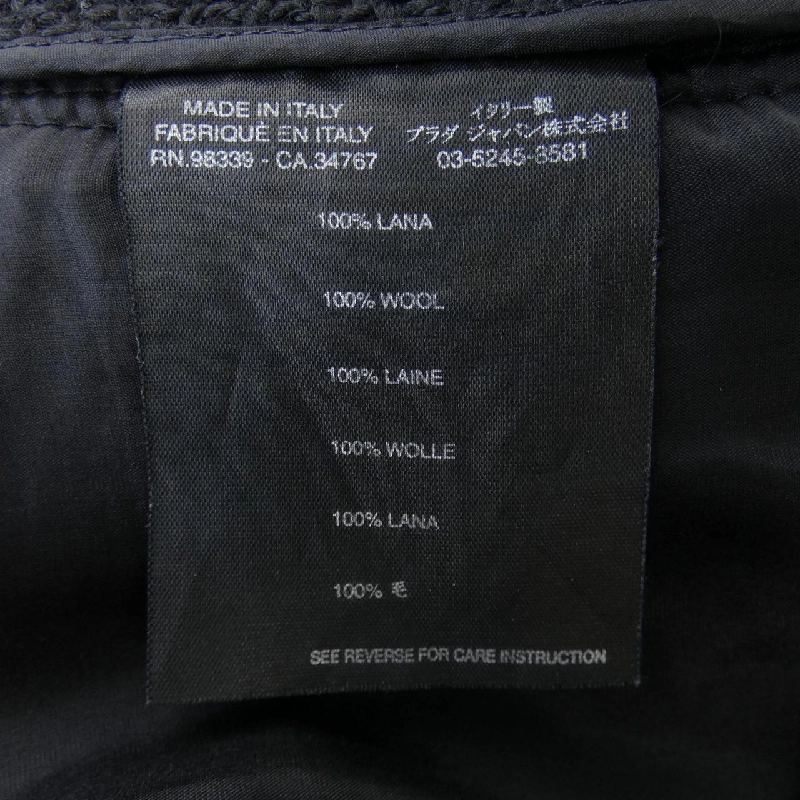 MADE IN ITALY
FABRIQUÈ EN ITALY
RN.98339 - CA.34767
イタリー製
プラダ ジャパン株式会社
03-5245-8581
100% LANA
100% WOOL
100% LAINE
100% WOLLE
100% LANA
100% 毛
SEE REVERSE FOR CARE INSTRUCTION